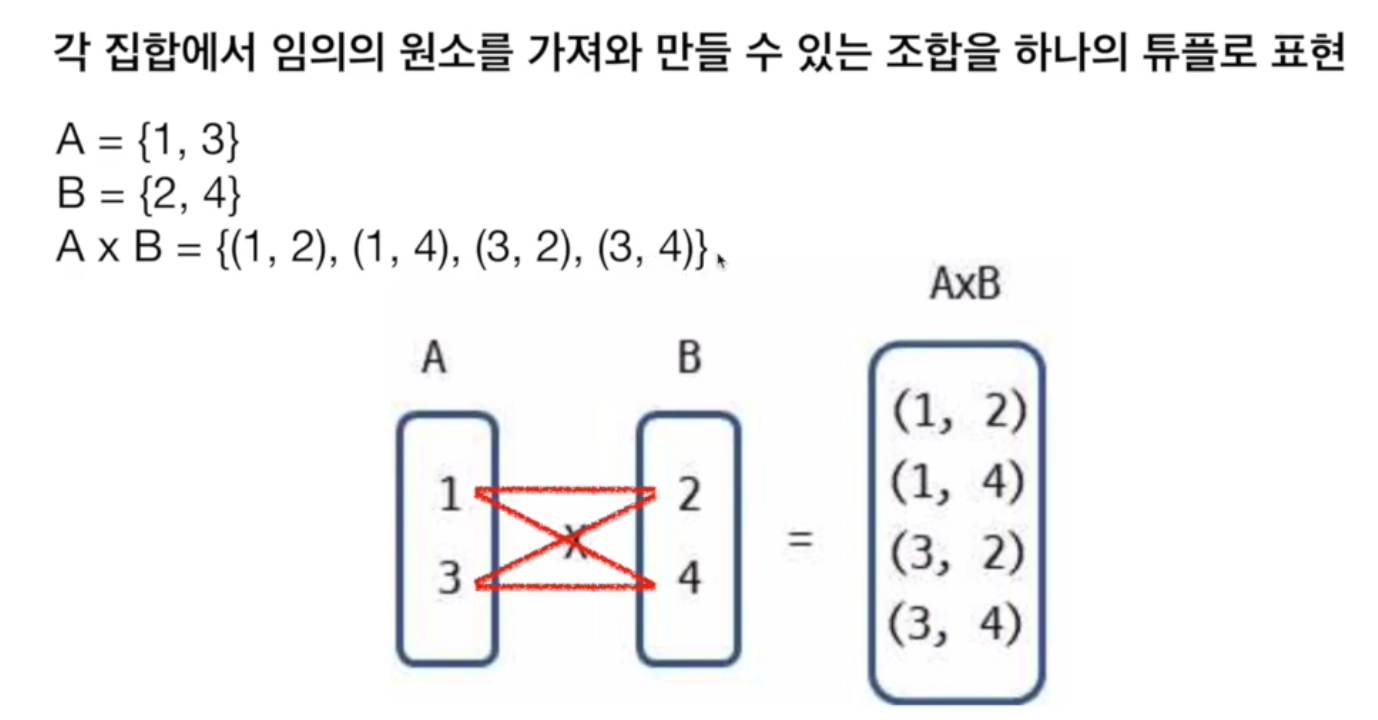 각 집합에서 임의의 원소를 가져와 만들 수 있는 조합을 하나의 튜플로 표현
A = {1, 3}
B = {2, 4}
A x B = {(1, 2), (1, 4), (3, 2), (3, 4)}
A B AxB
1 2 (1, 2)
x = (1, 4)
3 4 (3, 2)
(3, 4)